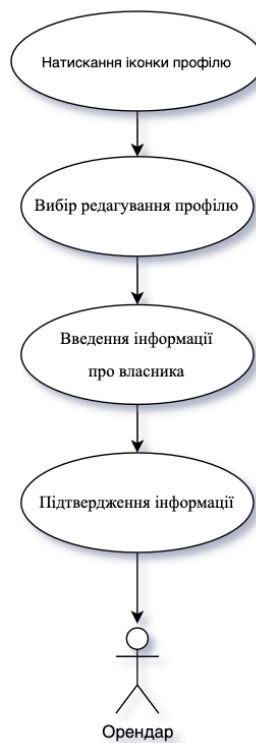 Натискання іконки профілю
Вибір редагування профілю
Введення інформації
про власника
Підтвердження інформації
Орендар